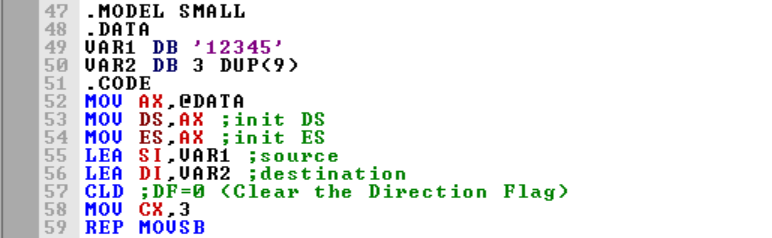 47 .MODEL SMALL
48 .DATA
49 VAR1 DB '12345'
50 VAR2 DB 3 DUP(9)
51 .CODE
52 MOV AX,@DATA
53 MOV DS,AX ;init DS
54 MOV ES,AX ;init ES
55 LEA SI,VAR1 ;source
56 LEA DI,VAR2 ;destination
57 CLD ;DF=0 (Clear the Direction Flag)
58 MOV CX,3
59 REP MOVSB